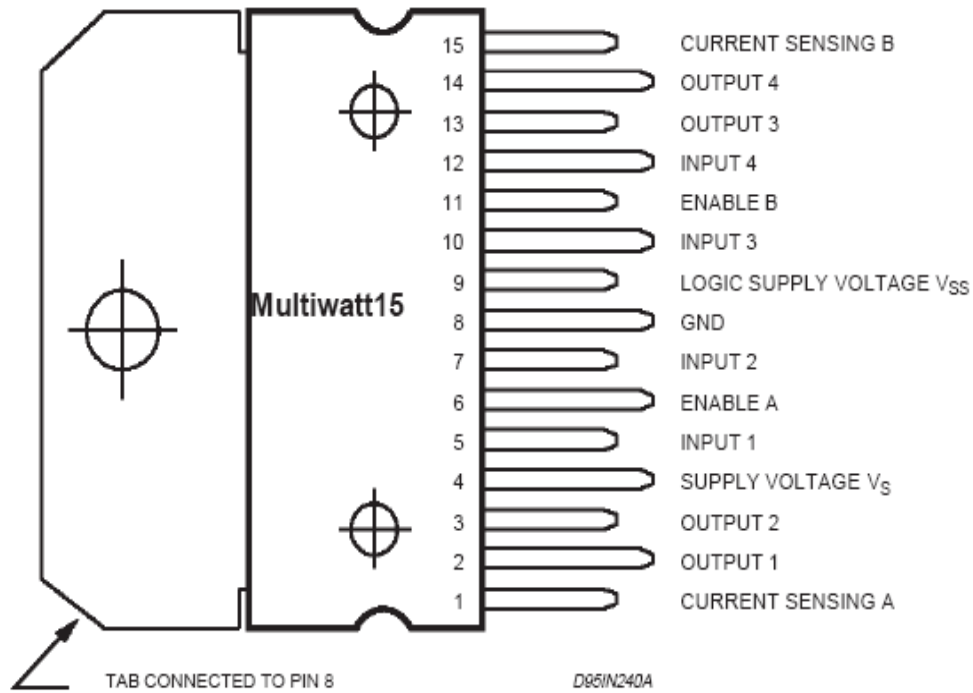 15 CURRENT SENSING B
14 OUTPUT 4
13 OUTPUT 3
12 INPUT 4
11 ENABLE B
10 INPUT 3
9 LOGIC SUPPLY VOLTAGE VSS
Multiwatt15
8 GND
7 INPUT 2
6 ENABLE A
5 INPUT 1
4 SUPPLY VOLTAGE VS
3 OUTPUT 2
2 OUTPUT 1
1 CURRENT SENSING A
TAB CONNECTED TO PIN 8
D95IN240A